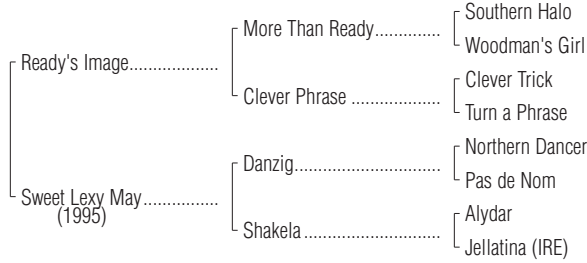 Southern Halo
More Than Ready....................
Woodman's Girl
Ready's Image...................
Clever Trick
Clever Phrase ....................
Turn a Phrase
Northern Dancer
Danzig................................
Pas de Nom
Sweet Lexy May................
(1995)
Alydar
Shakela..............................
Jellatina (IRE)